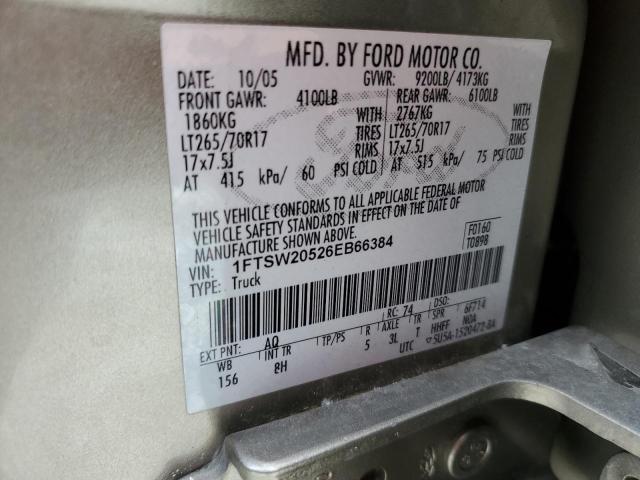 MFD. BY FORD MOTOR CO.
DATE: 10/05 GVWR: 9200LB/ 4173KG
FRONT GAWR: 4100LB REAR GAWR: 6100LB
1860KG WITH 2767KG WITH
LT265/70R17 TIRES LT265/70R17 TIRES
17x7.5J RIMS 17x7.5J RIMS
AT 415 kPa/ 60 PSI COLD AT 515 kPa/ 75 PSI COLD
THIS VEHICLE CONFORMS TO ALL APPLICABLE FEDERAL MOTOR
VEHICLE SAFETY STANDARDS IN EFFECT ON THE DATE OF
MANUFACTURE SHOWN ABOVE.
VIN: 1FTSW20526EB66384 F0160
TYPE: Truck T0898
RC: 74 DSO:
EXT PNT: AQ 6F714
WB INT TR TP/PS R AXLE TR SPR
156 8H 5 3L T HHFF N0A
UTC 5U5A-1520472-BA